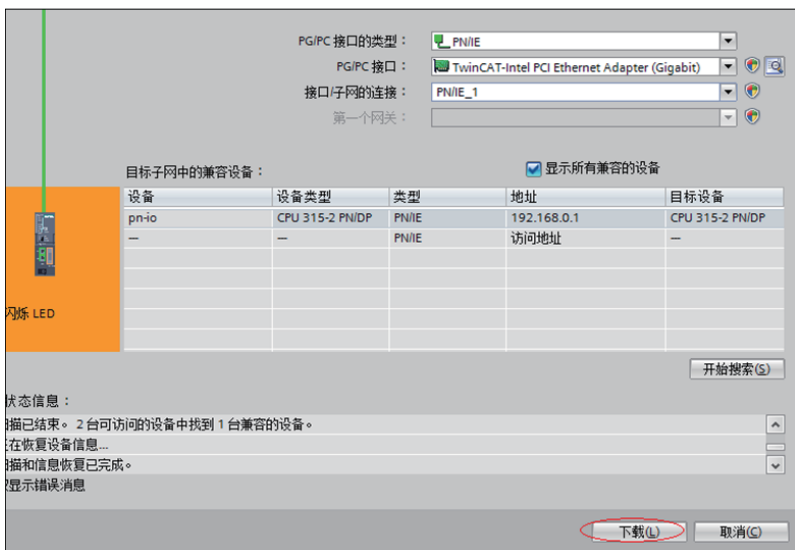 PG/PC 接口的类型： PN/IE
PG/PC 接口： TwinCAT-Intel PCI Ethernet Adapter (Gigabit)
接口/子网的连接： PN/IE_1
第一个网关：
目标子网中的兼容设备： 显示所有兼容的设备
设备 设备类型 类型 地址 目标设备
pn-io CPU 315-2 PN/DP PN/IE 192.168.0.1 CPU 315-2 PN/DP
— — PN/IE 访问地址 —
闪烁 LED
开始搜索(S)
状态信息：
扫描已结束。 2 台可访问的设备中找到 1 台兼容的设备。
正在恢复设备信息...
扫描和信息恢复已完成。
显示错误消息
下载(L) 取消(C)